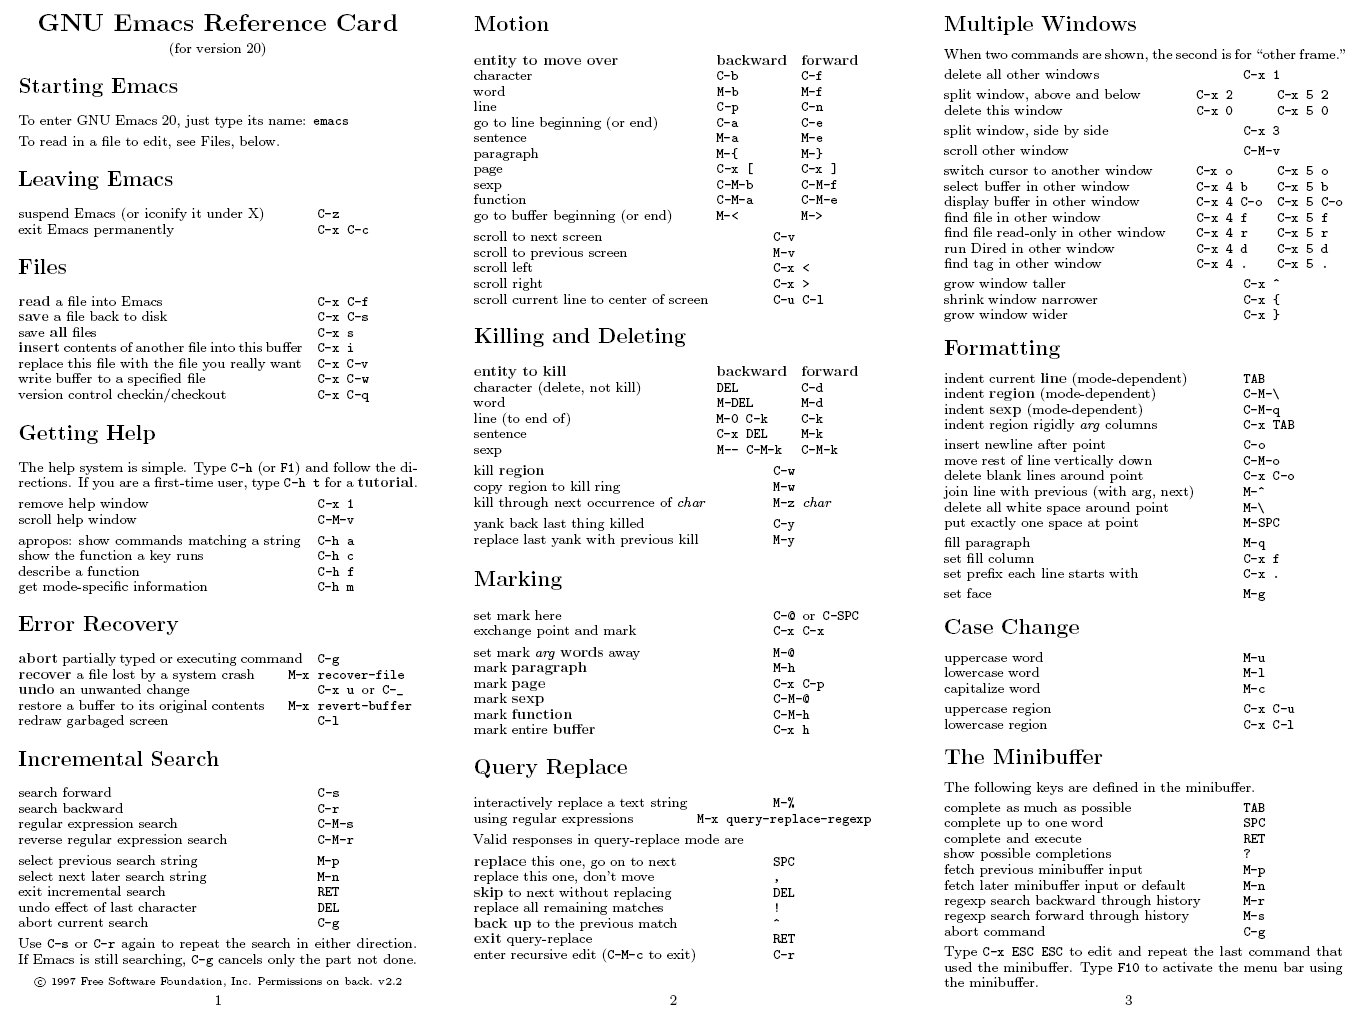 GNU Emacs Reference Card
(for version 20)
Starting Emacs
To enter GNU Emacs 20, just type its name: emacs
To read in a file to edit, see Files, below.
Leaving Emacs
suspend Emacs (or iconify it under X) C-z
exit Emacs permanently C-x C-c
Files
read a file into Emacs C-x C-f
save a file back to disk C-x C-s
save all files C-x s
insert contents of another file into this buffer C-x i
replace this file with the file you really want C-x C-v
write buffer to a specified file C-x C-w
version control checkin/checkout C-x C-q
Getting Help
The help system is simple. Type C-h (or F1) and follow the di-
rections. If you are a first-time user, type C-h t for a tutorial.
remove help window C-x 1
scroll help window C-M-v
apropos: show commands matching a string C-h a
show the function a key runs C-h c
describe a function C-h f
get mode-specific information C-h m
Error Recovery
abort partially typed or executing command C-g
recover a file lost by a system crash M-x recover-file
undo an unwanted change C-x u or C-_
restore a buffer to its original contents M-x revert-buffer
redraw garbaged screen C-l
Incremental Search
search forward C-s
search backward C-r
regular expression search C-M-s
reverse regular expression search C-M-r
select previous search string M-p
select next later search string M-n
exit incremental search RET
undo effect of last character DEL
abort current search C-g
Use C-s or C-r again to repeat the search in either direction.
If Emacs is still searching, C-g cancels only the part not done.
© 1997 Free Software Foundation, Inc. Permissions on back. v2.2
1
Motion
entity to move over backward forward
character C-b C-f
word M-b M-f
line C-p C-n
go to line beginning (or end) C-a C-e
sentence M-a M-e
paragraph M-{ M-}
page C-x [ C-x ]
sexp C-M-b C-M-f
function C-M-a C-M-e
go to buffer beginning (or end) M-< M->
scroll to next screen C-v
scroll to previous screen M-v
scroll left C-x <
scroll right C-x >
scroll current line to center of screen C-u C-l
Killing and Deleting
entity to kill backward forward
character (delete, not kill) DEL C-d
word M-DEL M-d
line (to end of) M-0 C-k C-k
sentence C-x DEL M-k
sexp M-- C-M-k C-M-k
kill region C-w
copy region to kill ring M-w
kill through next occurrence of char M-z char
yank back last thing killed C-y
replace last yank with previous kill M-y
Marking
set mark here C-@ or C-SPC
exchange point and mark C-x C-x
set mark arg words away M-@
mark paragraph M-h
mark page C-x C-p
mark sexp C-M-@
mark function C-M-h
mark entire buffer C-x h
Query Replace
interactively replace a text string M-%
using regular expressions M-x query-replace-regexp
Valid responses in query-replace mode are
replace this one, go on to next SPC
replace this one, don't move ,
skip to next without replacing DEL
replace all remaining matches !
back up to the previous match ^
exit query-replace RET
enter recursive edit (C-M-c to exit) C-r
2
Multiple Windows
When two commands are shown, the second is for “other frame.”
delete all other windows C-x 1
split window, above and below C-x 2 C-x 5 2
delete this window C-x 0 C-x 5 0
split window, side by side C-x 3
scroll other window C-M-v
switch cursor to another window C-x o C-x 5 o
select buffer in other window C-x 4 b C-x 5 b
display buffer in other window C-x 4 C-o C-x 5 C-o
find file in other window C-x 4 f C-x 5 f
find file read-only in other window C-x 4 r C-x 5 r
run Dired in other window C-x 4 d C-x 5 d
find tag in other window C-x 4 . C-x 5 .
grow window taller C-x ^
shrink window narrower C-x {
grow window wider C-x }
Formatting
indent current line (mode-dependent) TAB
indent region (mode-dependent) C-M-\
indent sexp (mode-dependent) C-M-q
indent region rigidly arg columns C-x TAB
insert newline after point C-o
move rest of line vertically down C-M-o
delete blank lines around point C-x C-o
join line with previous (with arg, next) M-^
delete all white space around point M-\
put exactly one space at point M-SPC
fill paragraph M-q
set fill column C-x f
set prefix each line starts with C-x .
set face M-g
Case Change
uppercase word M-u
lowercase word M-l
capitalize word M-c
uppercase region C-x C-u
lowercase region C-x C-l
The Minibuffer
The following keys are defined in the minibuffer.
complete as much as possible TAB
complete up to one word SPC
complete and execute RET
show possible completions ?
fetch previous minibuffer input M-p
fetch later minibuffer input or default M-n
regexp search backward through history M-r
regexp search forward through history M-s
abort command C-g
Type C-x ESC ESC to edit and repeat the last command that
used the minibuffer. Type F10 to activate the menu bar using
the minibuffer.
3